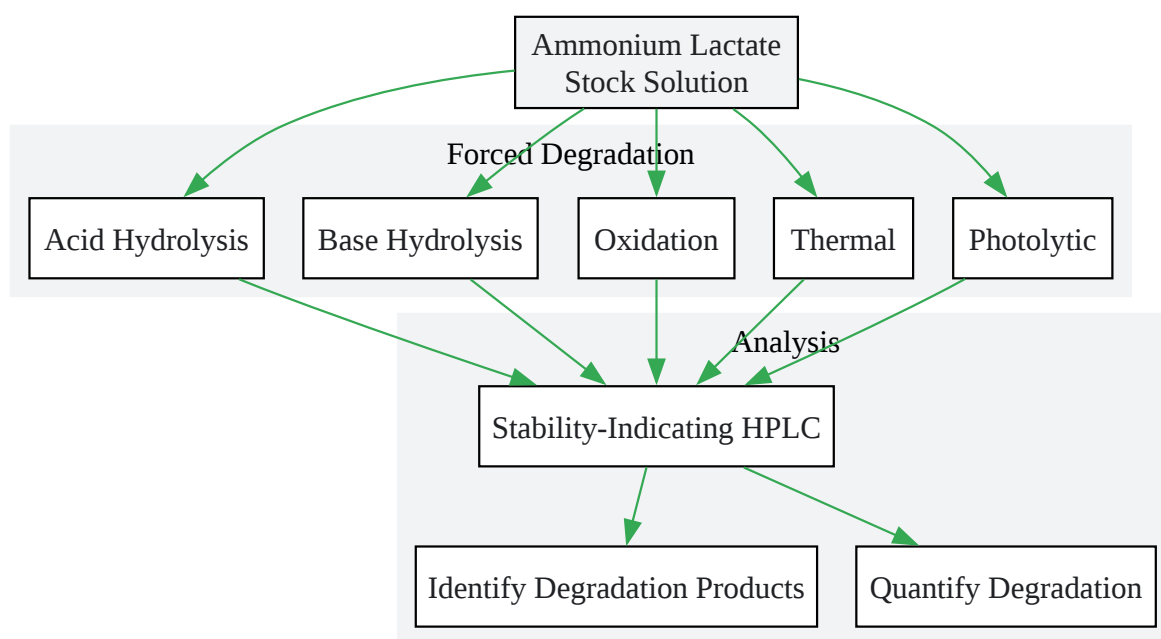 Ammonium Lactate
Stock Solution
Forced Degradation
Acid Hydrolysis
Base Hydrolysis
Oxidation
Thermal
Photolytic
Analysis
Stability-Indicating HPLC
Identify Degradation Products
Quantify Degradation